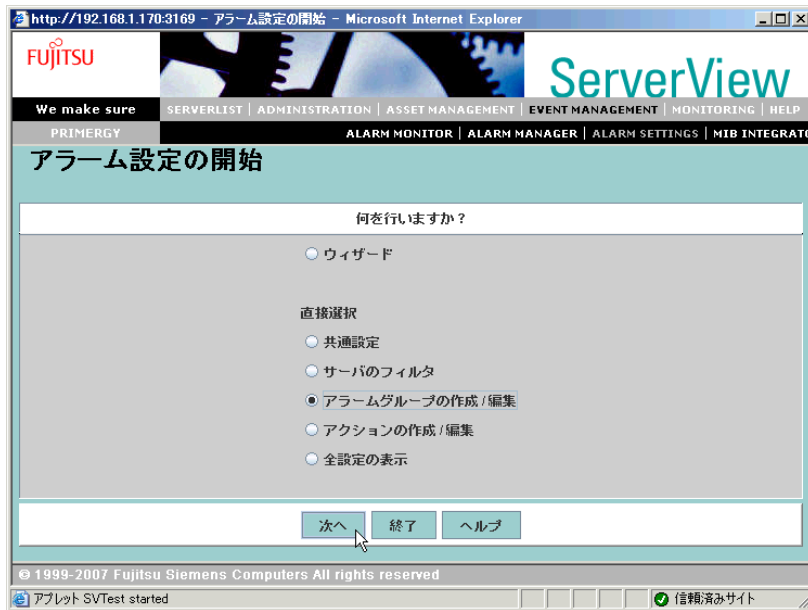 http://192.168.1.170:3169 - アラーム設定の開始 - Microsoft Internet Explorer
FUJITSU
ServerView
We make sure
SERVERLIST | ADMINISTRATION | ASSET MANAGEMENT | EVENT MANAGEMENT | MONITORING | HELP
PRIMERGY
ALARM MONITOR | ALARM MANAGER | ALARM SETTINGS | MIB INTEGRATO
アラーム設定の開始
何を行いますか?
ウィザード
直接選択
共通設定
サーバのフィルタ
アラームグループの作成/編集
アクションの作成/編集
全設定の表示
次へ 終了 ヘルプ
© 1999-2007 Fujitsu Siemens Computers All rights reserved
アプレット SVTest started 信頼済みサイト